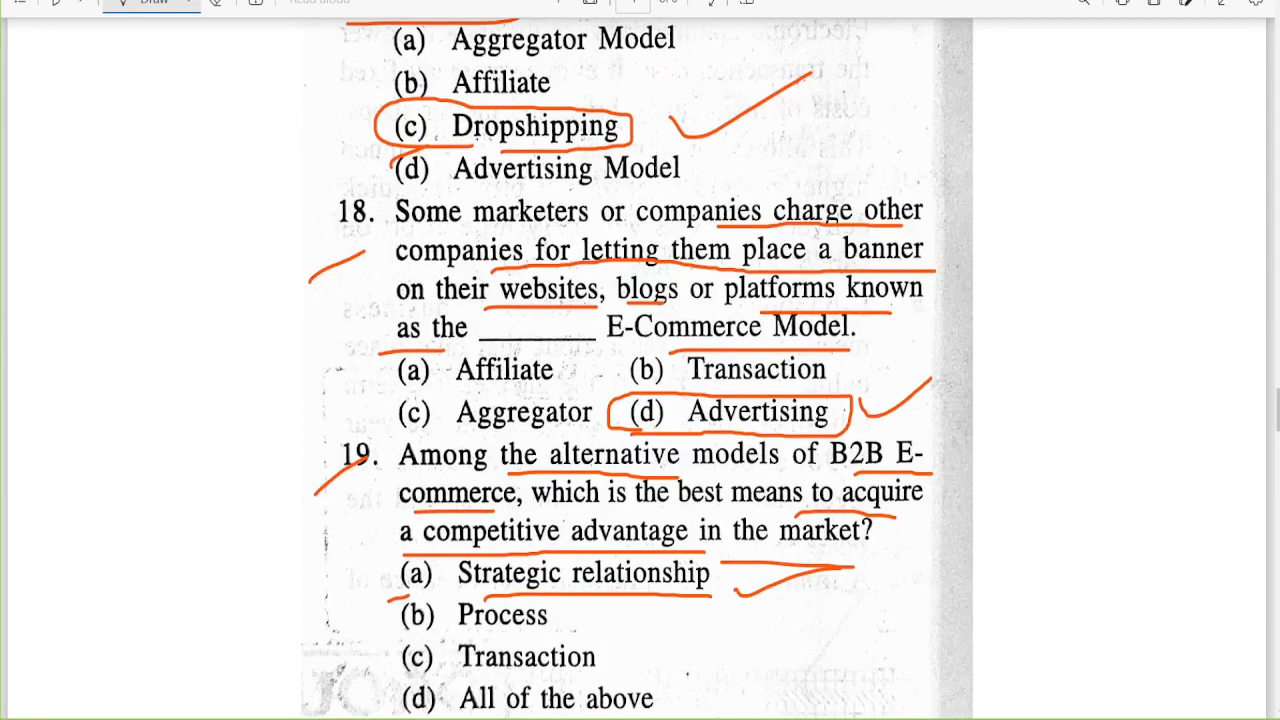 Draw
Read aloud
(a) Aggregator Model
(b) Affiliate
(c) Dropshipping
(d) Advertising Model
18. Some marketers or companies charge other
companies for letting them place a banner
on their websites, blogs or platforms known
as the ________ E-Commerce Model.
(a) Affiliate (b) Transaction
(c) Aggregator (d) Advertising
19. Among the alternative models of B2B E-
commerce, which is the best means to acquire
a competitive advantage in the market?
(a) Strategic relationship
(b) Process
(c) Transaction
(d) All of the above